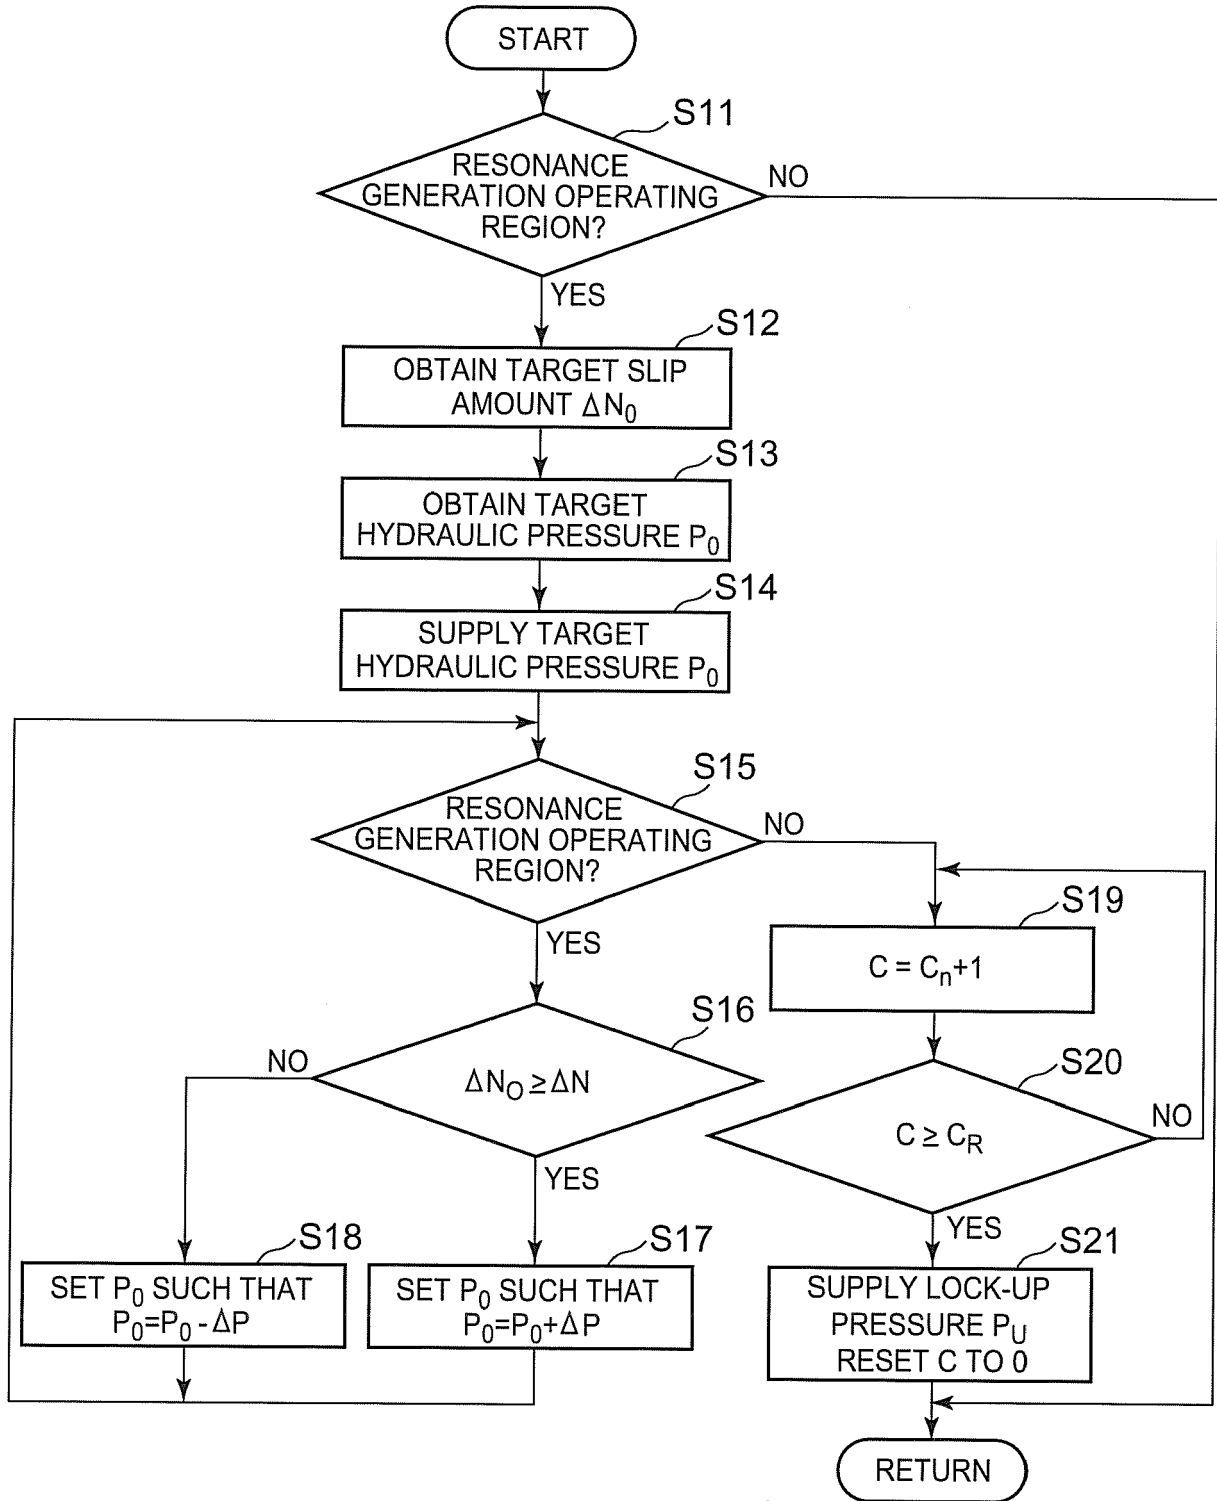 START
S11
RESONANCE
GENERATION OPERATING
REGION?
NO
YES
S12
OBTAIN TARGET SLIP
AMOUNT ΔN₀
S13
OBTAIN TARGET
HYDRAULIC PRESSURE P₀
S14
SUPPLY TARGET
HYDRAULIC PRESSURE P₀
S15
RESONANCE
GENERATION OPERATING
REGION?
NO
YES
S19
C = Cₙ+1
S16
ΔN_O ≥ ΔN
NO
YES
S20
C ≥ C_R
NO
YES
S18
SET P₀ SUCH THAT
P₀=P₀-ΔP
S17
SET P₀ SUCH THAT
P₀=P₀+ΔP
S21
SUPPLY LOCK-UP
PRESSURE P_U
RESET C TO 0
RETURN